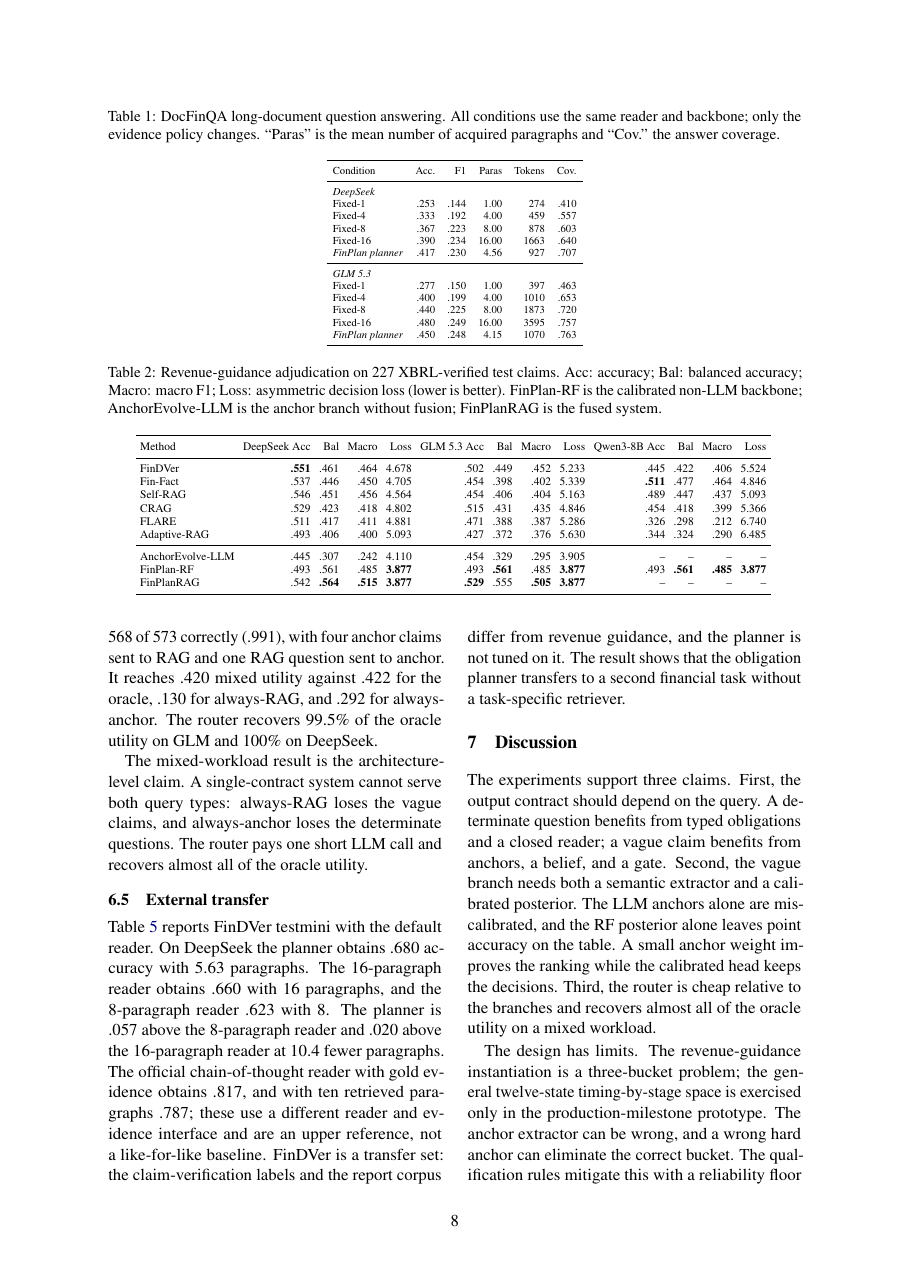 Table 1: DocFinQA long-document question answering. All conditions use the same reader and backbone; only the
evidence policy changes. “Paras” is the mean number of acquired paragraphs and “Cov.” the answer coverage.
Condition Acc. F1 Paras Tokens Cov.
DeepSeek
Fixed-1 .253 .144 1.00 274 .410
Fixed-4 .333 .192 4.00 459 .557
Fixed-8 .367 .223 8.00 878 .603
Fixed-16 .390 .234 16.00 1663 .640
FinPlan planner .417 .230 4.56 927 .707
GLM 5.3
Fixed-1 .277 .150 1.00 397 .463
Fixed-4 .400 .199 4.00 1010 .653
Fixed-8 .440 .225 8.00 1873 .720
Fixed-16 .480 .249 16.00 3595 .757
FinPlan planner .450 .248 4.15 1070 .763
Table 2: Revenue-guidance adjudication on 227 XBRL-verified test claims. Acc: accuracy; Bal: balanced accuracy;
Macro: macro F1; Loss: asymmetric decision loss (lower is better). FinPlan-RF is the calibrated non-LLM backbone;
AnchorEvolve-LLM is the anchor branch without fusion; FinPlanRAG is the fused system.
Method DeepSeek Acc Bal Macro Loss GLM 5.3 Acc Bal Macro Loss Qwen3-8B Acc Bal Macro Loss
FinDVer .551 .461 .464 4.678 .502 .449 .452 5.233 .445 .422 .406 5.524
Fin-Fact .537 .446 .450 4.705 .454 .398 .402 5.339 .511 .477 .464 4.846
Self-RAG .546 .451 .456 4.564 .454 .406 .404 5.163 .489 .447 .437 5.093
CRAG .529 .423 .418 4.802 .515 .431 .435 4.846 .454 .418 .399 5.366
FLARE .511 .417 .411 4.881 .471 .388 .387 5.286 .326 .298 .212 6.740
Adaptive-RAG .493 .406 .400 5.093 .427 .372 .376 5.630 .344 .324 .290 6.485
AnchorEvolve-LLM .445 .307 .242 4.110 .454 .329 .295 3.905 – – – –
FinPlan-RF .493 .561 .485 3.877 .493 .561 .485 3.877 .493 .561 .485 3.877
FinPlanRAG .542 .564 .515 3.877 .529 .555 .505 3.877 – – – –
568 of 573 correctly (.991), with four anchor claims
sent to RAG and one RAG question sent to anchor.
It reaches .420 mixed utility against .422 for the
oracle, .130 for always-RAG, and .292 for always-
anchor. The router recovers 99.5% of the oracle
utility on GLM and 100% on DeepSeek.
The mixed-workload result is the architecture-
level claim. A single-contract system cannot serve
both query types: always-RAG loses the vague
claims, and always-anchor loses the determinate
questions. The router pays one short LLM call and
recovers almost all of the oracle utility.
6.5 External transfer
Table 5 reports FinDVer testmini with the default
reader. On DeepSeek the planner obtains .680 ac-
curacy with 5.63 paragraphs. The 16-paragraph
reader obtains .660 with 16 paragraphs, and the
8-paragraph reader .623 with 8. The planner is
.057 above the 8-paragraph reader and .020 above
the 16-paragraph reader at 10.4 fewer paragraphs.
The official chain-of-thought reader with gold ev-
idence obtains .817, and with ten retrieved para-
graphs .787; these use a different reader and ev-
idence interface and are an upper reference, not
a like-for-like baseline. FinDVer is a transfer set:
the claim-verification labels and the report corpus
differ from revenue guidance, and the planner is
not tuned on it. The result shows that the obligation
planner transfers to a second financial task without
a task-specific retriever.
7 Discussion
The experiments support three claims. First, the
output contract should depend on the query. A de-
terminate question benefits from typed obligations
and a closed reader; a vague claim benefits from
anchors, a belief, and a gate. Second, the vague
branch needs both a semantic extractor and a cali-
brated posterior. The LLM anchors alone are mis-
calibrated, and the RF posterior alone leaves point
accuracy on the table. A small anchor weight im-
proves the ranking while the calibrated head keeps
the decisions. Third, the router is cheap relative to
the branches and recovers almost all of the oracle
utility on a mixed workload.
The design has limits. The revenue-guidance
instantiation is a three-bucket problem; the gen-
eral twelve-state timing-by-stage space is exercised
only in the production-milestone prototype. The
anchor extractor can be wrong, and a wrong hard
anchor can eliminate the correct bucket. The qual-
ification rules mitigate this with a reliability floor
8